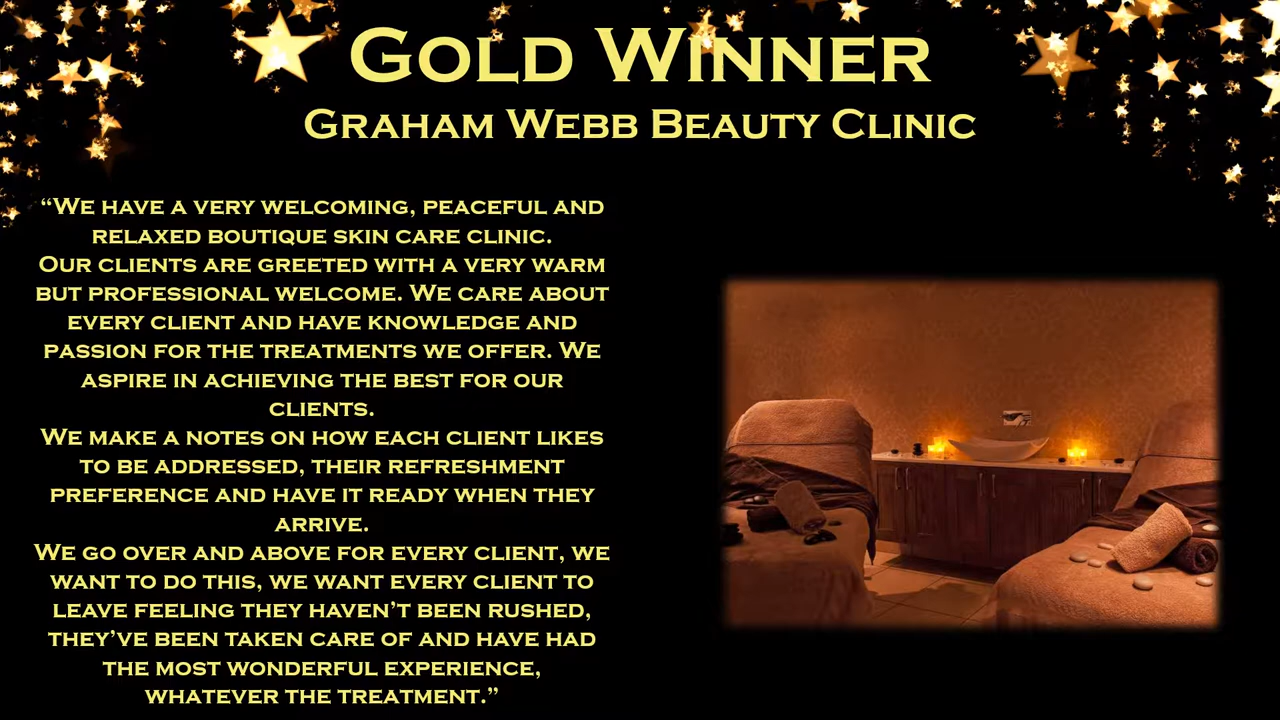 Gold Winner
Graham Webb Beauty Clinic
“We have a very welcoming, peaceful and
relaxed boutique skin care clinic.
Our clients are greeted with a very warm
but professional welcome. We care about
every client and have knowledge and
passion for the treatments we offer. We
aspire in achieving the best for our
clients.
We make a notes on how each client likes
to be addressed, their refreshment
preference and have it ready when they
arrive.
We go over and above for every client, we
want to do this, we want every client to
leave feeling they haven’t been rushed,
they’ve been taken care of and have had
the most wonderful experience,
whatever the treatment.”